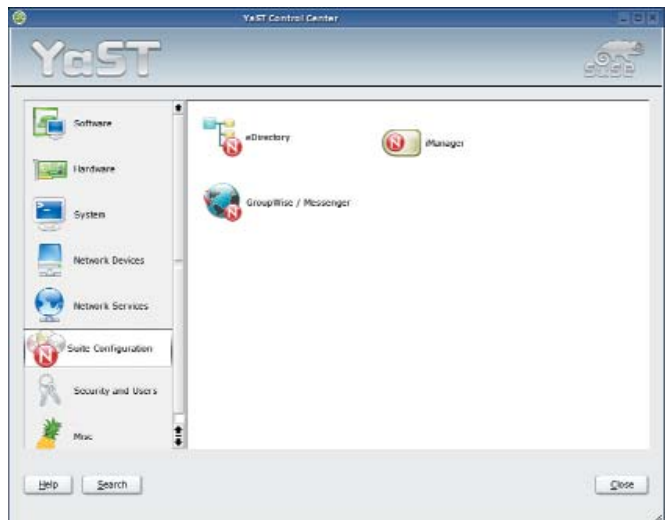 YaST Control Center
YaST
SUSE
Software
Hardware
System
Network Devices
Network Services
Suite Configuration
Security and Users
Misc
eDirectory
iManager
GroupWise / Messenger
N
N
N
N
Help
Search
Close